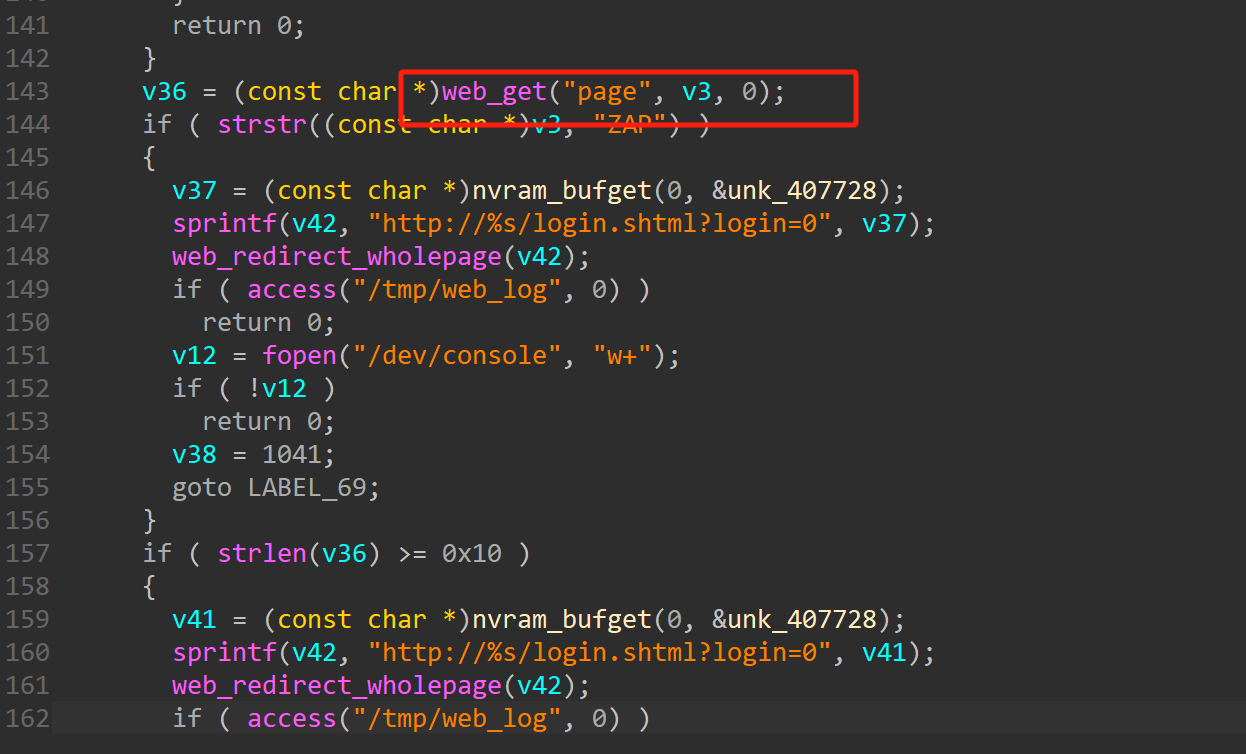 141 return 0;
142 }
143 v36 = (const char *)web_get("page", v3, 0);
144 if ( strstr((const char *)v3, "ZAP") )
145 {
146 v37 = (const char *)nvram_bufget(0, &unk_407728);
147 sprintf(v42, "http://%s/login.shtml?login=0", v37);
148 web_redirect_wholepage(v42);
149 if ( access("/tmp/web_log", 0) )
150 return 0;
151 v12 = fopen("/dev/console", "w+");
152 if ( !v12 )
153 return 0;
154 v38 = 1041;
155 goto LABEL_69;
156 }
157 if ( strlen(v36) >= 0x10 )
158 {
159 v41 = (const char *)nvram_bufget(0, &unk_407728);
160 sprintf(v42, "http://%s/login.shtml?login=0", v41);
161 web_redirect_wholepage(v42);
162 if ( access("/tmp/web_log", 0) )